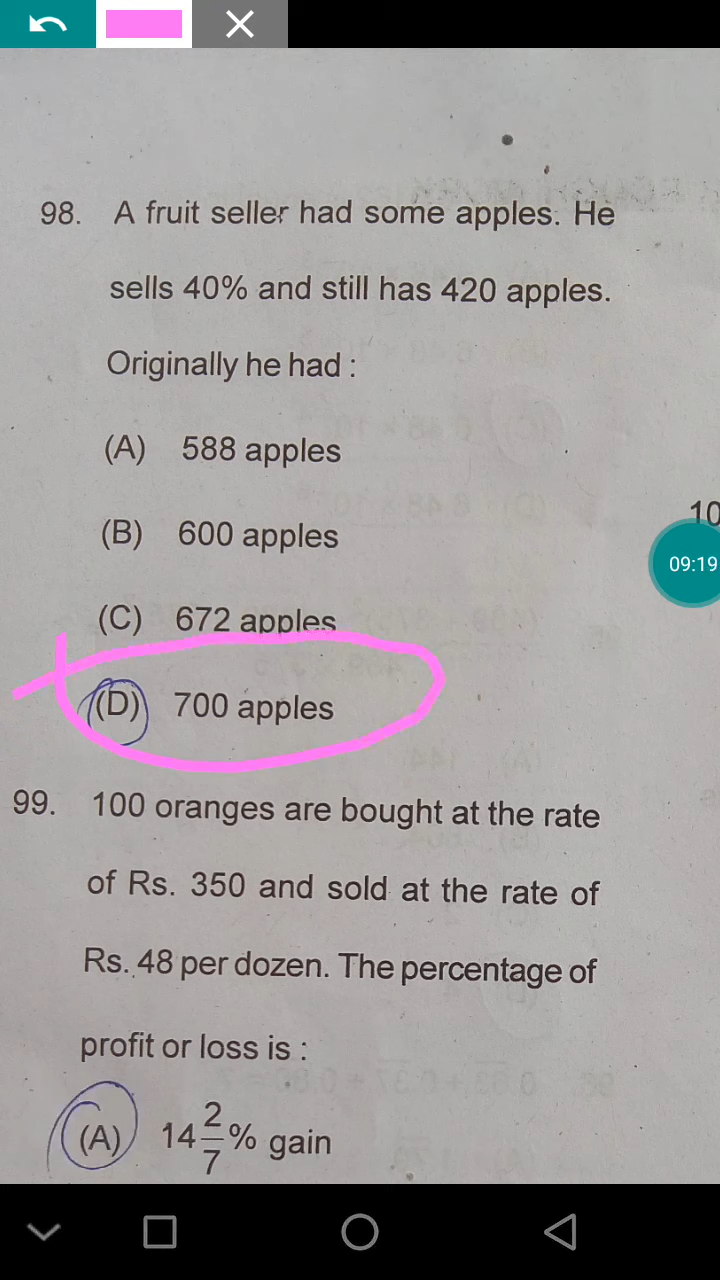 98. A fruit seller had some apples. He
sells 40% and still has 420 apples.
Originally he had :
(A) 588 apples
(B) 600 apples
(C) 672 apples
(D) 700 apples
10
09:19
99. 100 oranges are bought at the rate
of Rs. 350 and sold at the rate of
Rs. 48 per dozen. The percentage of
profit or loss is :
(A) 14 2/7 % gain